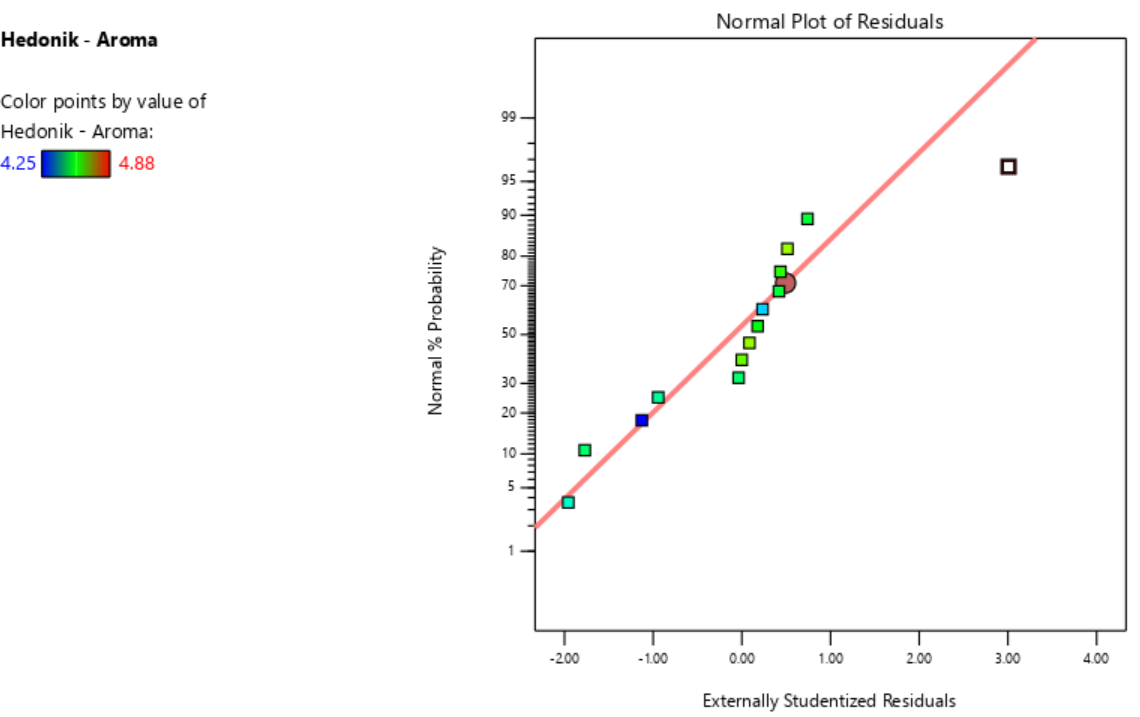 Hedonik - Aroma
Color points by value of
Hedonik - Aroma:
4.25 4.88
Normal Plot of Residuals
Normal % Probability
99
95
90
80
70
50
30
20
10
5
1
-2.00 -1.00 0.00 1.00 2.00 3.00 4.00
Externally Studentized Residuals